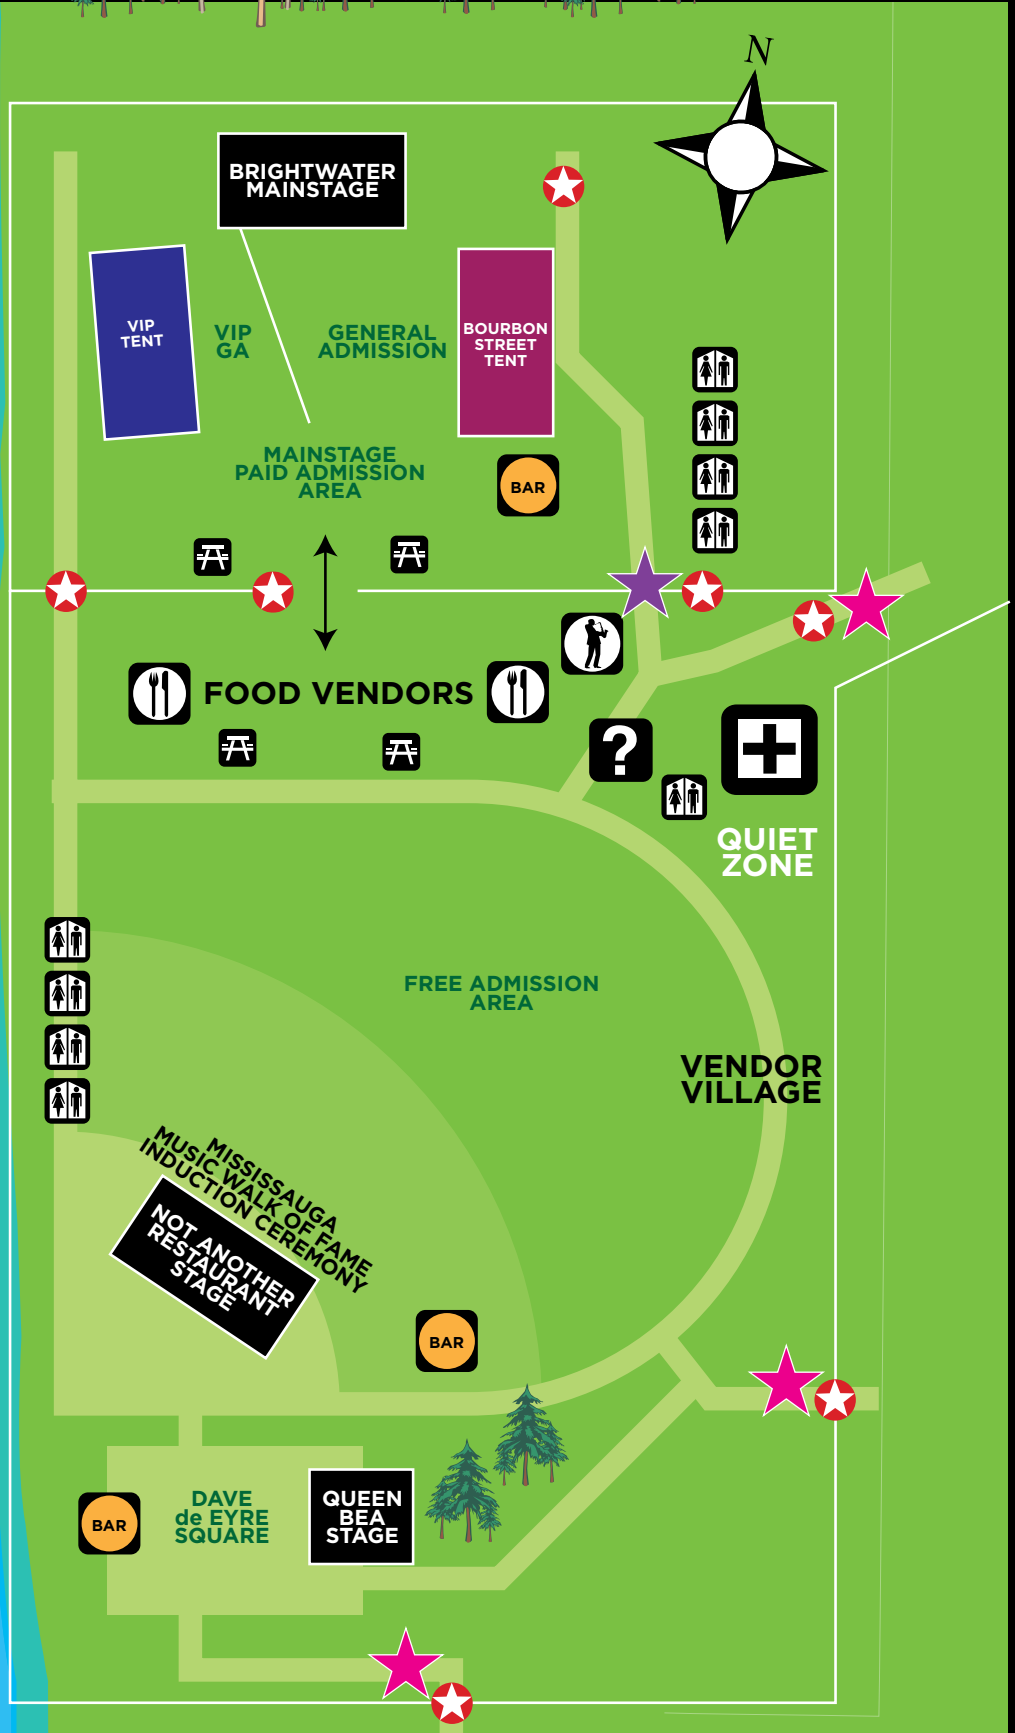 N
BRIGHTWATER
MAINSTAGE
VIP
TENT
VIP
GA
GENERAL
ADMISSION
BOURBON
STREET
TENT
MAINSTAGE
PAID ADMISSION
AREA
BAR
FOOD VENDORS
?
QUIET
ZONE
FREE ADMISSION
AREA
VENDOR
VILLAGE
MISSISSAUGA
MUSIC WALK OF FAME
INDUCTION CEREMONY
NOT ANOTHER
RESTAURANT
STAGE
BAR
DAVE
de EYRE
SQUARE
QUEEN
BEA
STAGE
BAR